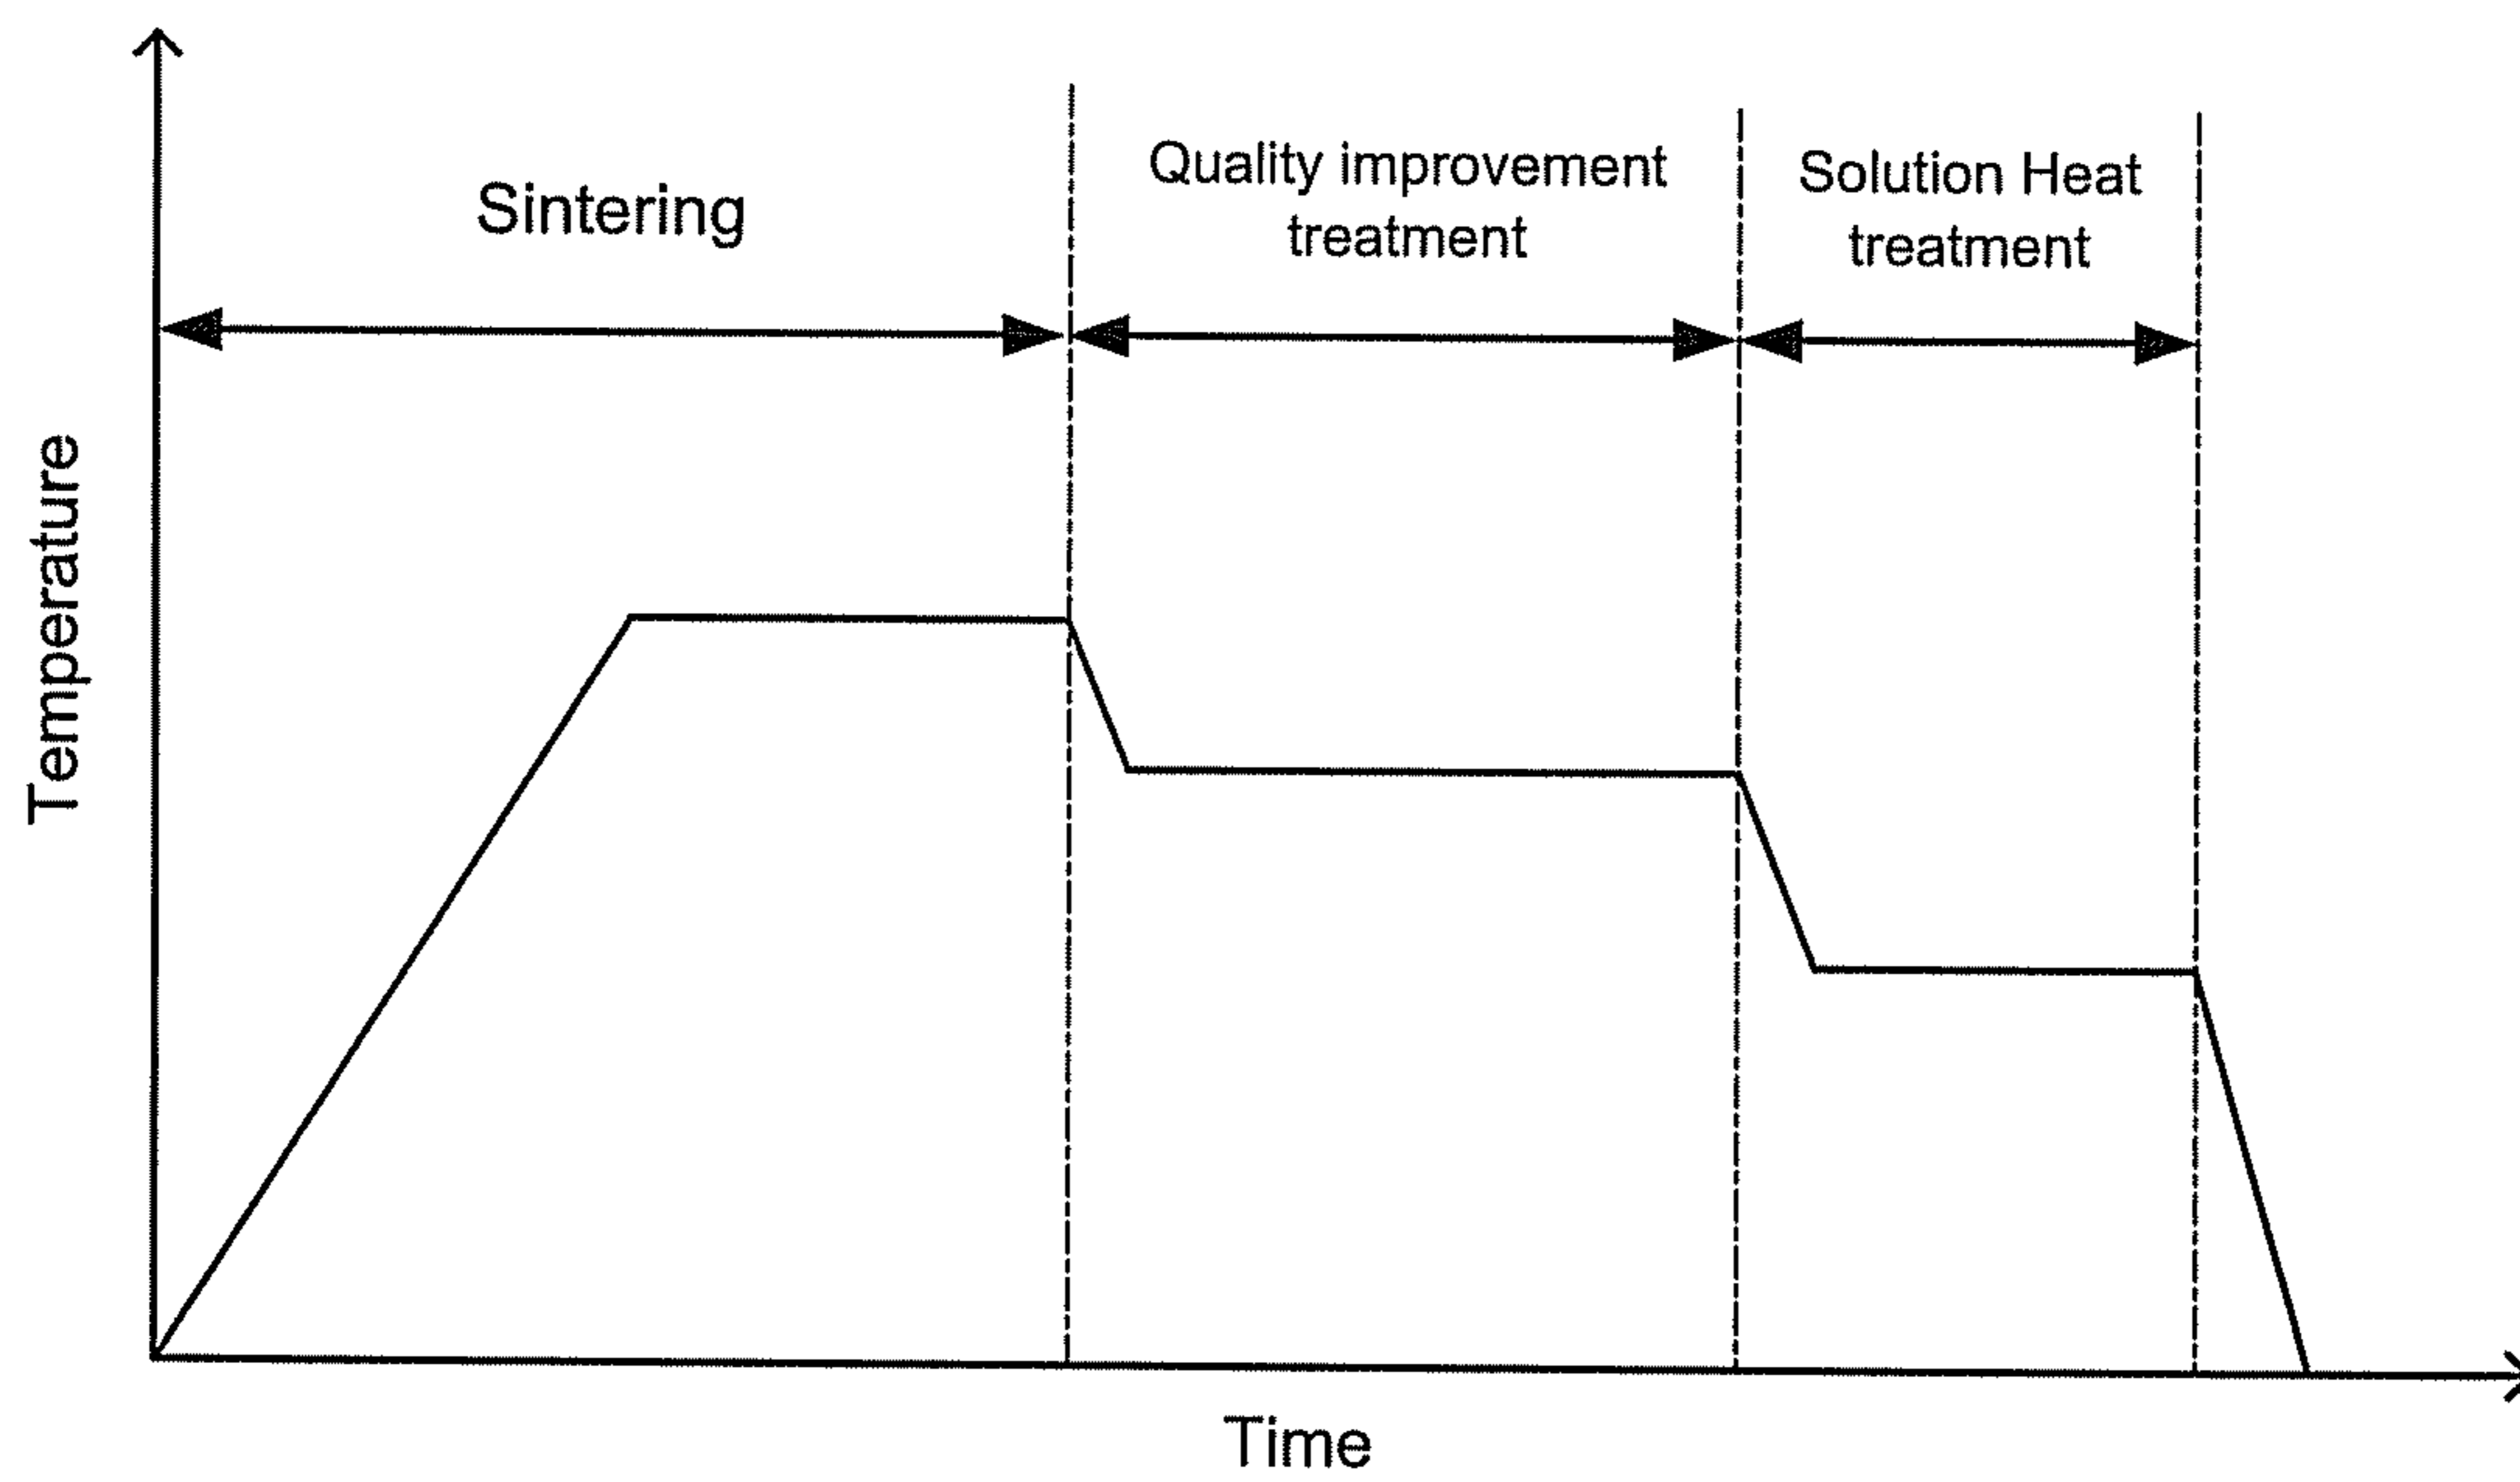 Sintering
Quality improvement
treatment
Solution Heat
treatment
Temperature
Time